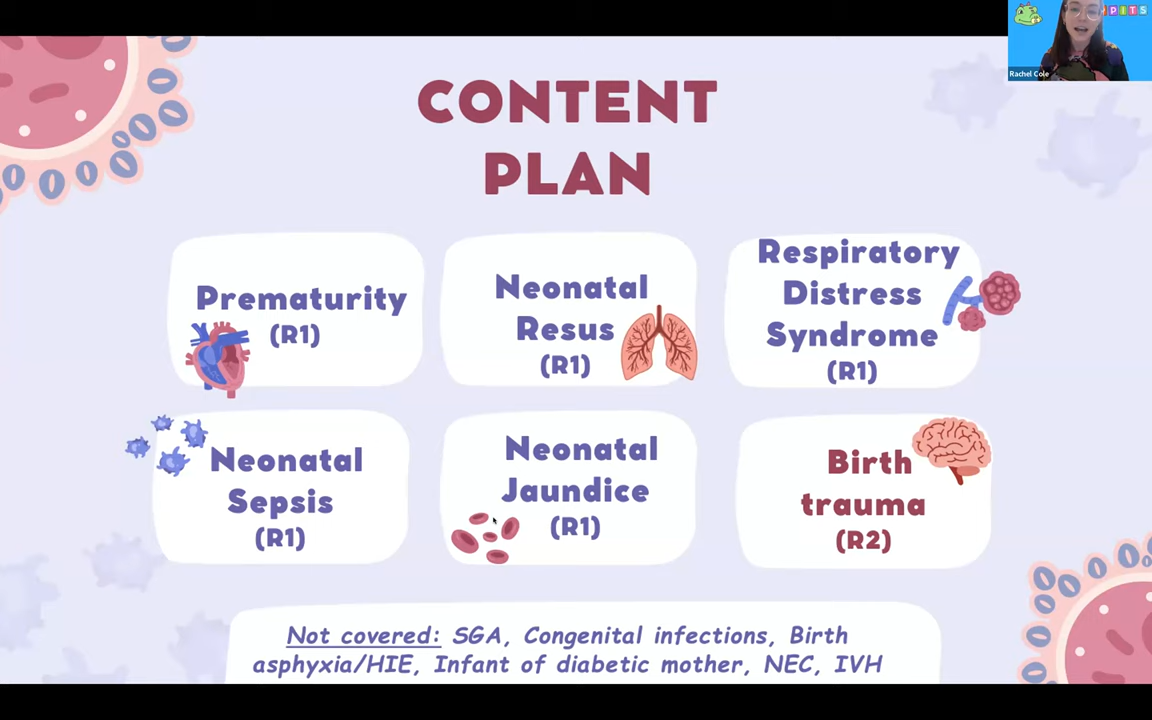 PITS
Rachel Cole
CONTENT
PLAN
Prematurity
(R1)
Neonatal
Resus
(R1)
Respiratory
Distress
Syndrome
(R1)
Neonatal
Sepsis
(R1)
Neonatal
Jaundice
(R1)
Birth
trauma
(R2)
Not covered: SGA, Congenital infections, Birth
asphyxia/HIE, Infant of diabetic mother, NEC, IVH